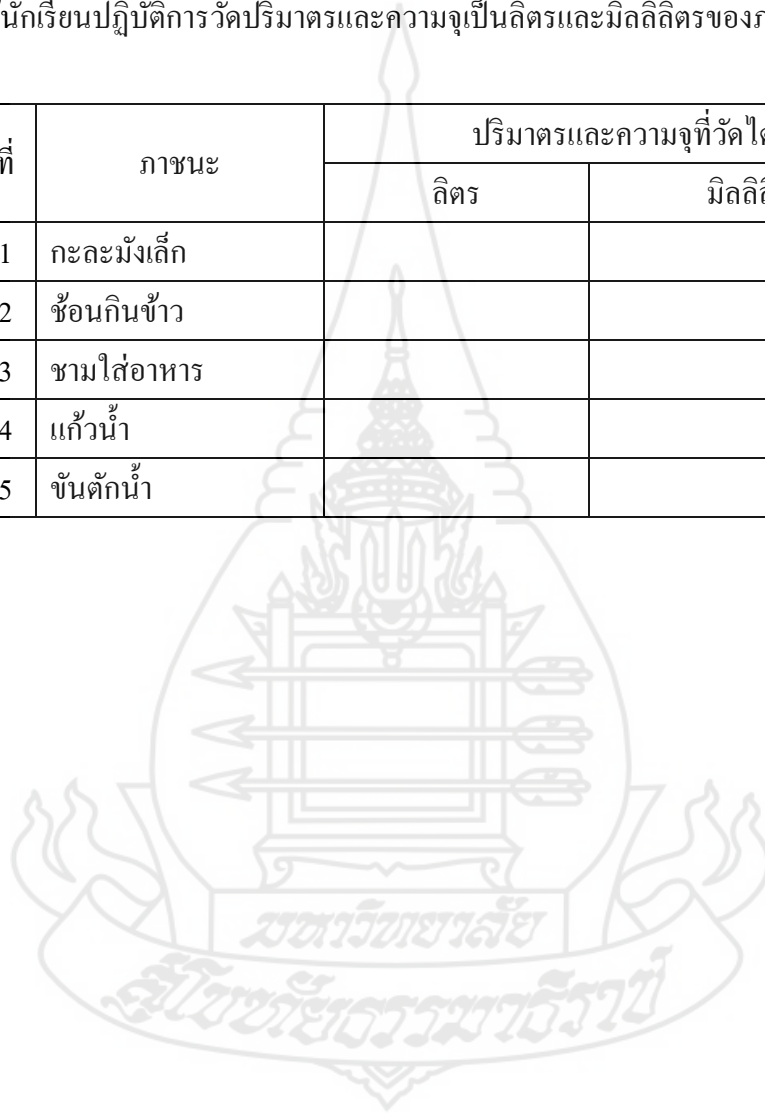 นักเรียนปฏิบัติการวัดปริมาตรและความจุเป็นลิตรและมิลลิลิตรของภ
ที่ ภาชนะ ปริมาตรและความจุที่วัดได้
ลิตร มิลลิลิ
1 กะละมังเล็ก
2 ช้อนกินข้าว
3 ชามใส่อาหาร
4 แก้วน้ำ
5 ขันตักน้ำ
มหาวิทยาลัย
สุโขทัยธรรมาธิราช